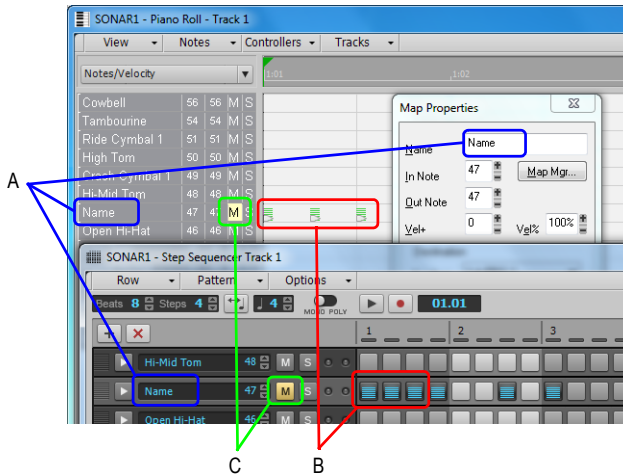 SONAR1 - Piano Roll - Track 1
View Notes Controllers Tracks
Notes/Velocity 1:01 1:02
Cowbell 56 56 M S
Tambourine 54 54 M S
Ride Cymbal 1 51 51 M S
High Tom 50 50 M S
Crash Cymbal 1 49 49 M S
Hi-Mid Tom 48 48 M S
Name 47 47 M S
Open Hi-Hat 46 46 M S
Map Properties
Name Name
In Note 47 Map Mgr...
Out Note 47
Vel+ 0 Vel% 100%
Destination
A
SONAR1 - Step Sequencer Track 1
Row Pattern Options
Beats 8 Steps 4 4 MONO POLY 01.01
1 2 3
Hi-Mid Tom 48 M S
Name 47 M S
Open Hi-Hat 46 M S
C B